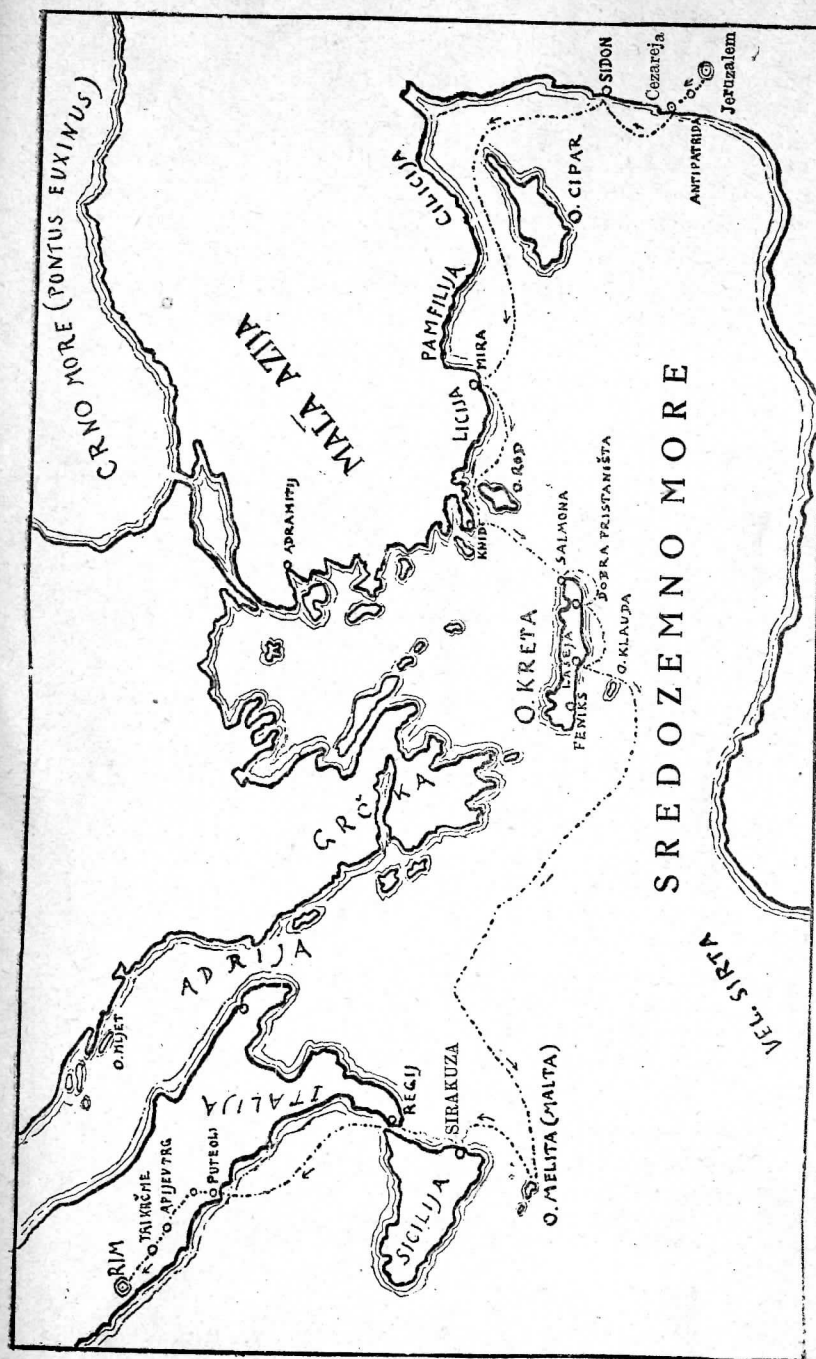 CRNO MORE (PONTUS EUXINUS)
MALA AZIJA
CILICIJA
PAMFILIJA
LICIJA
MIRA
O. CIPAR
SIDON
Cezareja
ANTIPATRIDA
Jeruzalem
ADRAMITIJ
KNID
O. ROD
SALMONA
DOBRA PRISTANIŠTA
O. KRETA
LASEJA
FENIKS
O. KLAUDA
GRČKA
SREDOZEMNO MORE
VEL. SIRTA
ADRIJA
O. MLJET
ITALIJA
RIM
TRI KRČME
APIJEV TRG
PUTEOLI
REGIJ
SICILIJA
SIRAKUZA
O. MELITA (MALTA)